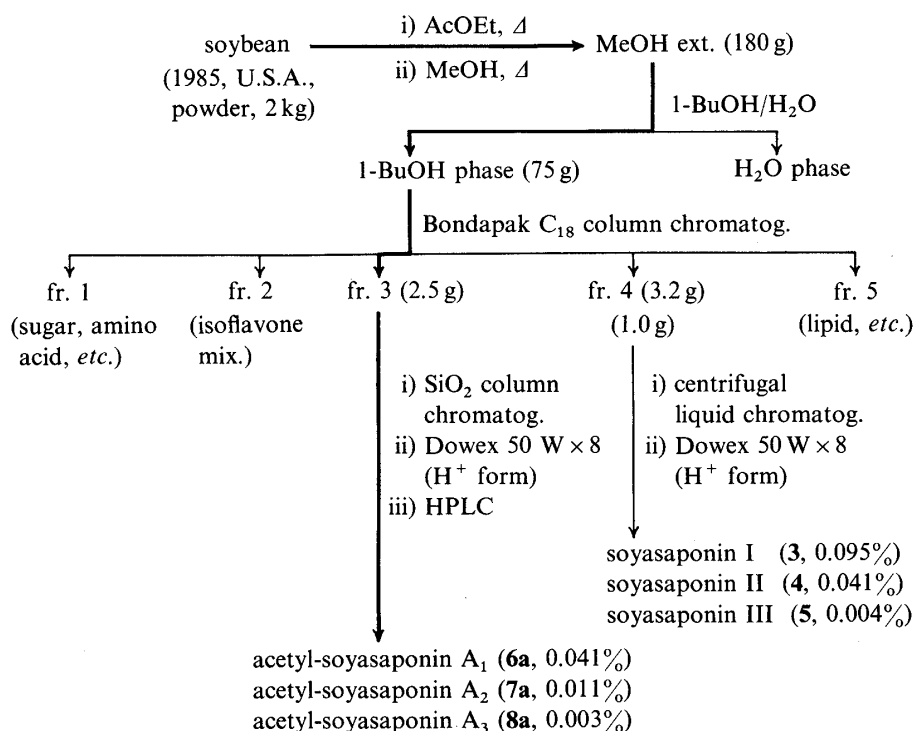 soybean
(1985, U.S.A.,
powder, 2 kg)
i) AcOEt, Δ
ii) MeOH, Δ
MeOH ext. (180 g)
1-BuOH/H₂O
1-BuOH phase (75 g)
H₂O phase
Bondapak C₁₈ column chromatog.
fr. 1
(sugar, amino
acid, etc.)
fr. 2
(isoflavone
mix.)
fr. 3 (2.5 g)
fr. 4 (3.2 g)
(1.0 g)
fr. 5
(lipid, etc.)
i) SiO₂ column
chromatog.
ii) Dowex 50 W × 8
(H⁺ form)
iii) HPLC
i) centrifugal
liquid chromatog.
ii) Dowex 50 W × 8
(H⁺ form)
soyasaponin I (3, 0.095%)
soyasaponin II (4, 0.041%)
soyasaponin III (5, 0.004%)
acetyl-soyasaponin A₁ (6a, 0.041%)
acetyl-soyasaponin A₂ (7a, 0.011%)
acetyl-soyasaponin A₃ (8a, 0.003%)